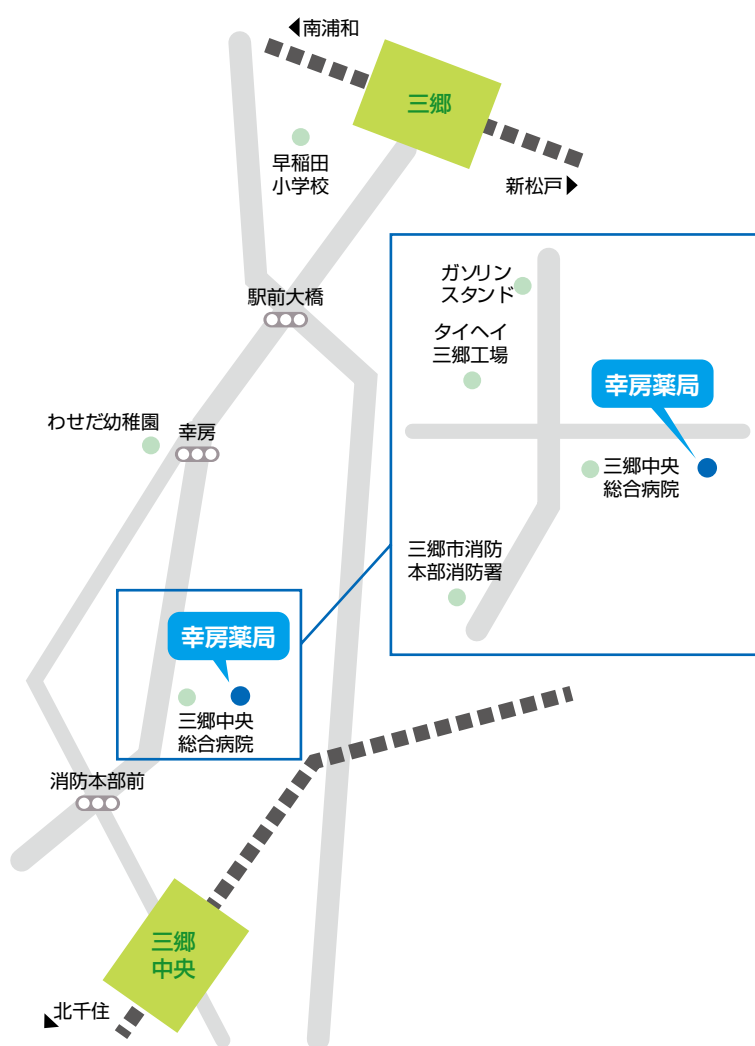 南浦和
三郷
早稲田
小学校
新松戸
駅前大橋
ガソリン
スタンド
タイヘイ
三郷工場
幸房薬局
わせだ幼稚園
幸房
三郷中央
総合病院
三郷市消防
本部消防署
幸房薬局
三郷中央
総合病院
消防本部前
三郷
中央
北千住